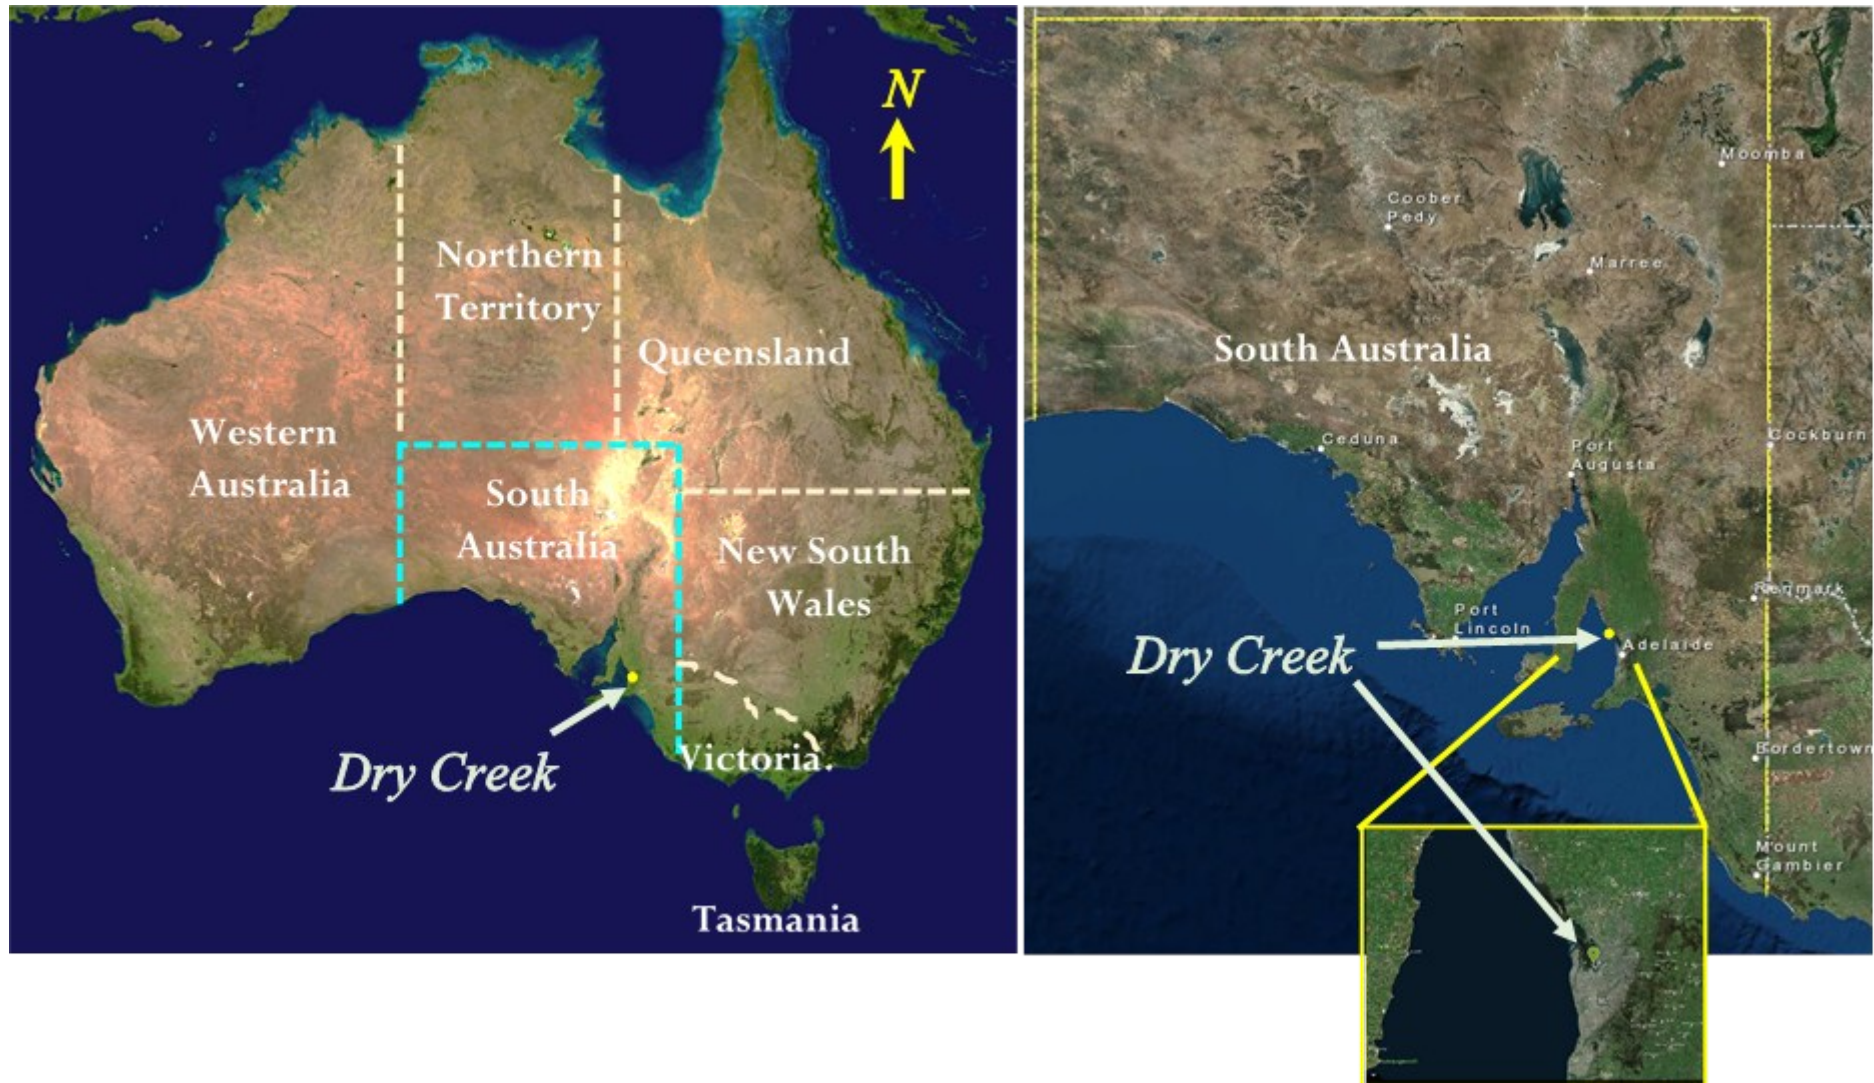 N
Northern
Territory
Queensland
Western
Australia
South
Australia
New South
Wales
Dry Creek
Victoria.
Tasmania
Moomba
Coober
Pedy
Marree
South Australia
Ceduna
Cockburn
Port
Augusta
Renmark
Port
Lincoln
Adelaide
Dry Creek
Bordertown
Mount
Gambier